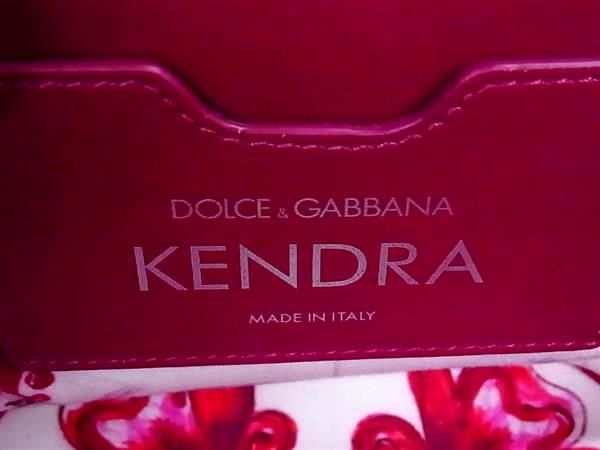 DOLCE & GABBANA
KENDRA
MADE IN ITALY